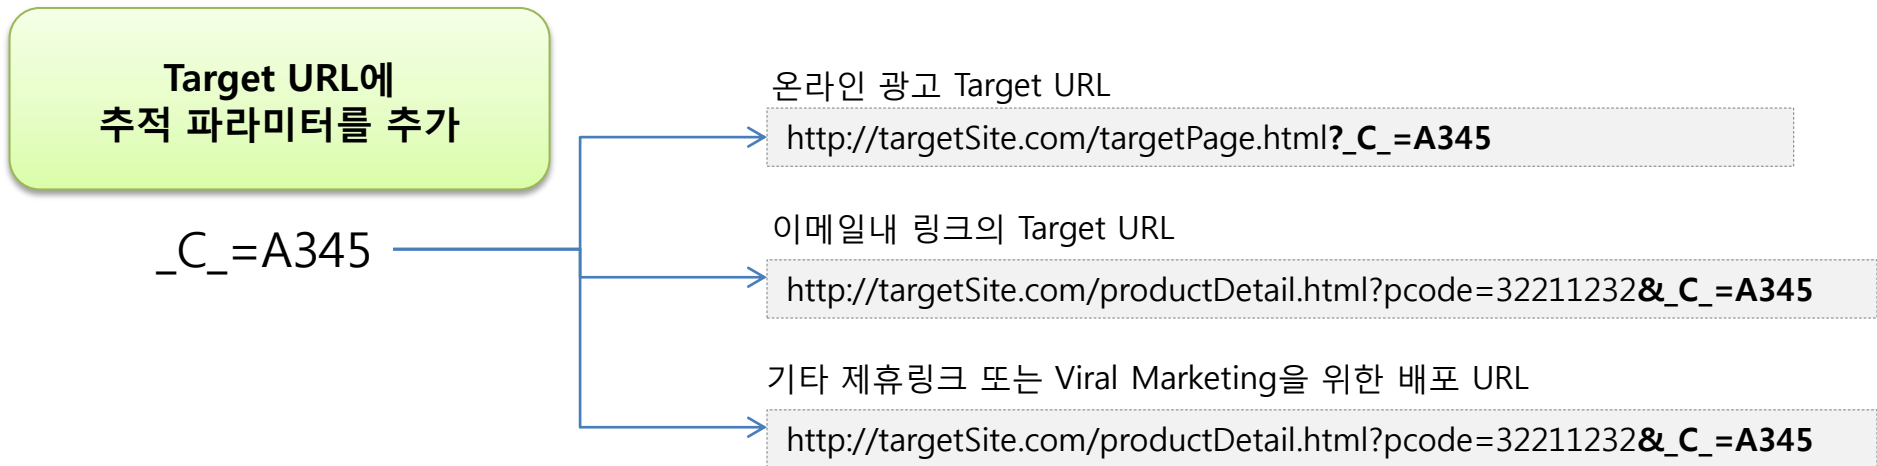 Target URL에
추적 파라미터를 추가
_C_=A345
온라인 광고 Target URL
http://targetSite.com/targetPage.html?_C_=A345
이메일내 링크의 Target URL
http://targetSite.com/productDetail.html?pcode=32211232&_C_=A345
기타 제휴링크 또는 Viral Marketing을 위한 배포 URL
http://targetSite.com/productDetail.html?pcode=32211232&_C_=A345